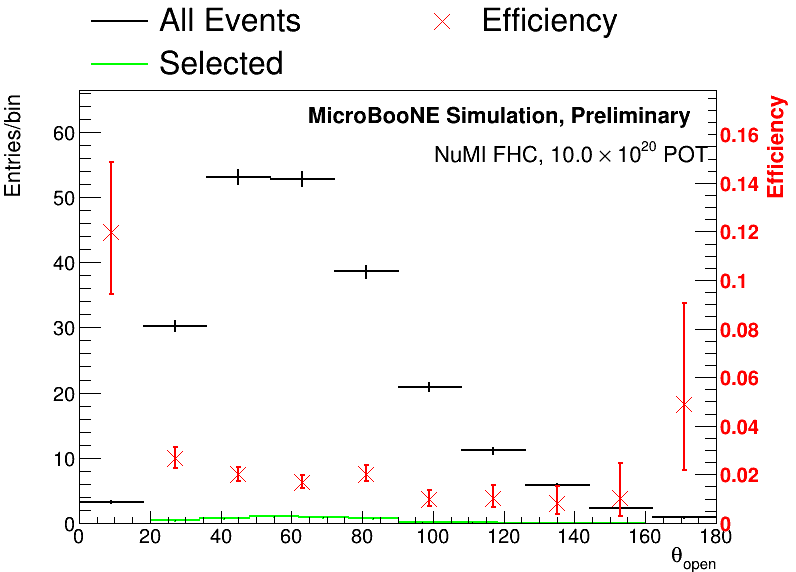 All Events
Efficiency
Selected
MicroBooNE Simulation, Preliminary
NuMI FHC, 10.0 × 10^20 POT
Entries/bin
60
50
40
30
20
10
0
0 20 40 60 80 100 120 140 160 180
θ_open
Efficiency
0.16
0.14
0.12
0.1
0.08
0.06
0.04
0.02
0